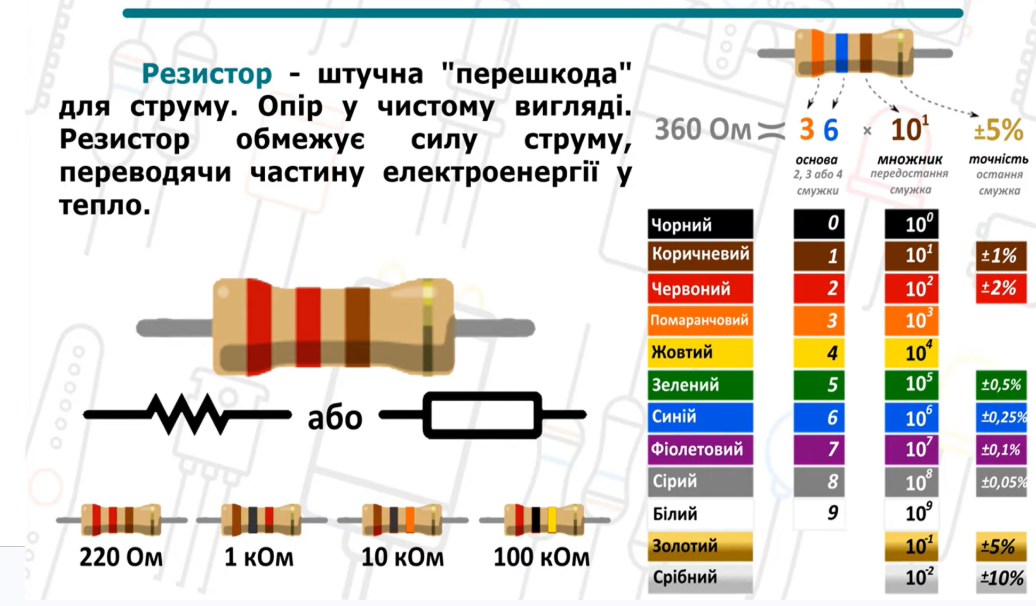 Резистор - штучна "перешкода"
для струму. Опір у чистому вигляді.
Резистор обмежує силу струму,
переводячи частину електроенергії у
тепло.
або
220 Ом 1 кОм 10 кОм 100 кОм
360 Ом 3 6 × 10¹ ±5%
основа множник точність
2, 3 або 4 передостання остання
смужки смужка смужка
Чорний 0 10⁰
Коричневий 1 10¹ ±1%
Червоний 2 10² ±2%
Помаранчовий 3 10³
Жовтий 4 10⁴
Зелений 5 10⁵ ±0,5%
Синій 6 10⁶ ±0,25%
Фіолетовий 7 10⁷ ±0,1%
Сірий 8 10⁸ ±0,05%
Білий 9 10⁹
Золотий 10⁻¹ ±5%
Срібний 10⁻² ±10%